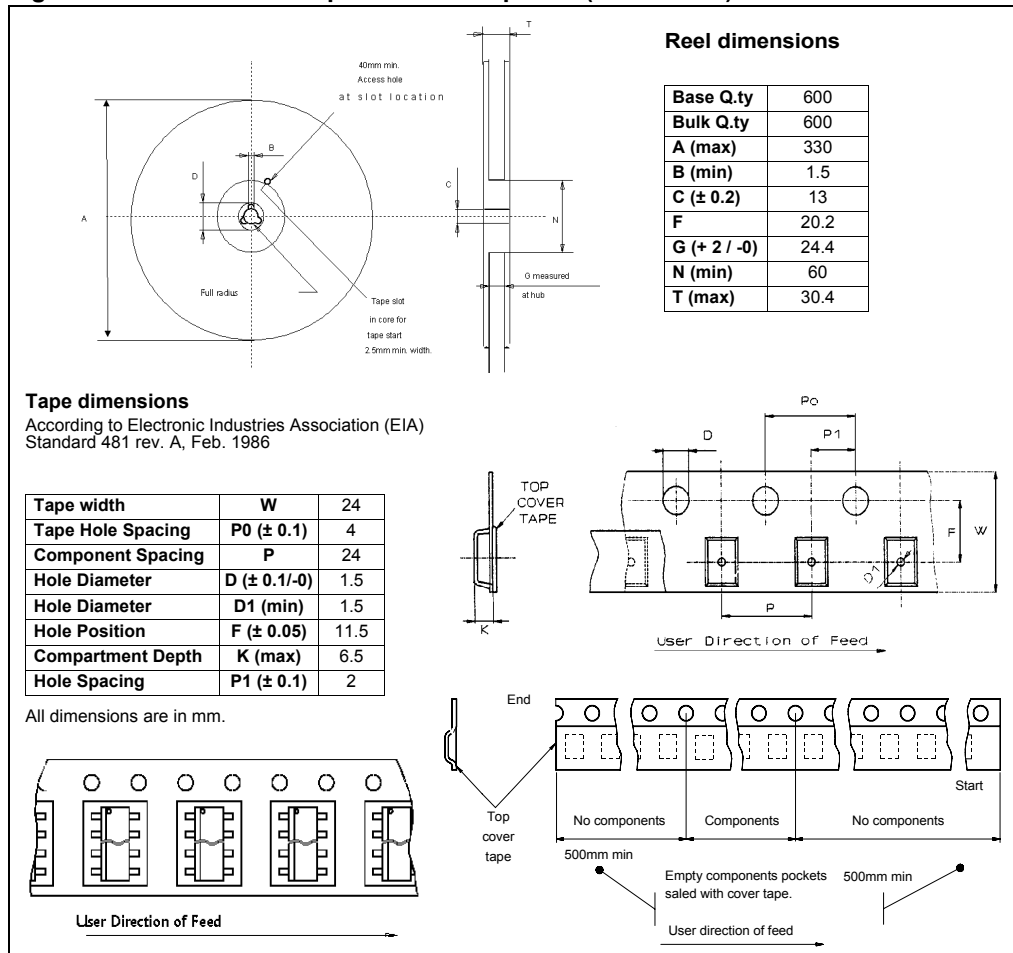 T
Reel dimensions
40mm min.
Access hole
at slot location
B
D
C
A
N
Full radius
Tape slot
in core for
tape start
2.5mm min. width.
G measured
at hub
Base Q.ty 600
Bulk Q.ty 600
A (max) 330
B (min) 1.5
C (± 0.2) 13
F 20.2
G (+ 2 / -0) 24.4
N (min) 60
T (max) 30.4
Tape dimensions
According to Electronic Industries Association (EIA)
Standard 481 rev. A, Feb. 1986
Tape width W 24
Tape Hole Spacing P0 (± 0.1) 4
Component Spacing P 24
Hole Diameter D (± 0.1/-0) 1.5
Hole Diameter D1 (min) 1.5
Hole Position F (± 0.05) 11.5
Compartment Depth K (max) 6.5
Hole Spacing P1 (± 0.1) 2
All dimensions are in mm.
Po
D
P1
TOP
COVER
TAPE
F
W
D1
K
P
User Direction of Feed
End
Start
Top
cover
tape
No components
Components
No components
500mm min
Empty components pockets
saled with cover tape.
500mm min
User direction of feed
User Direction of Feed